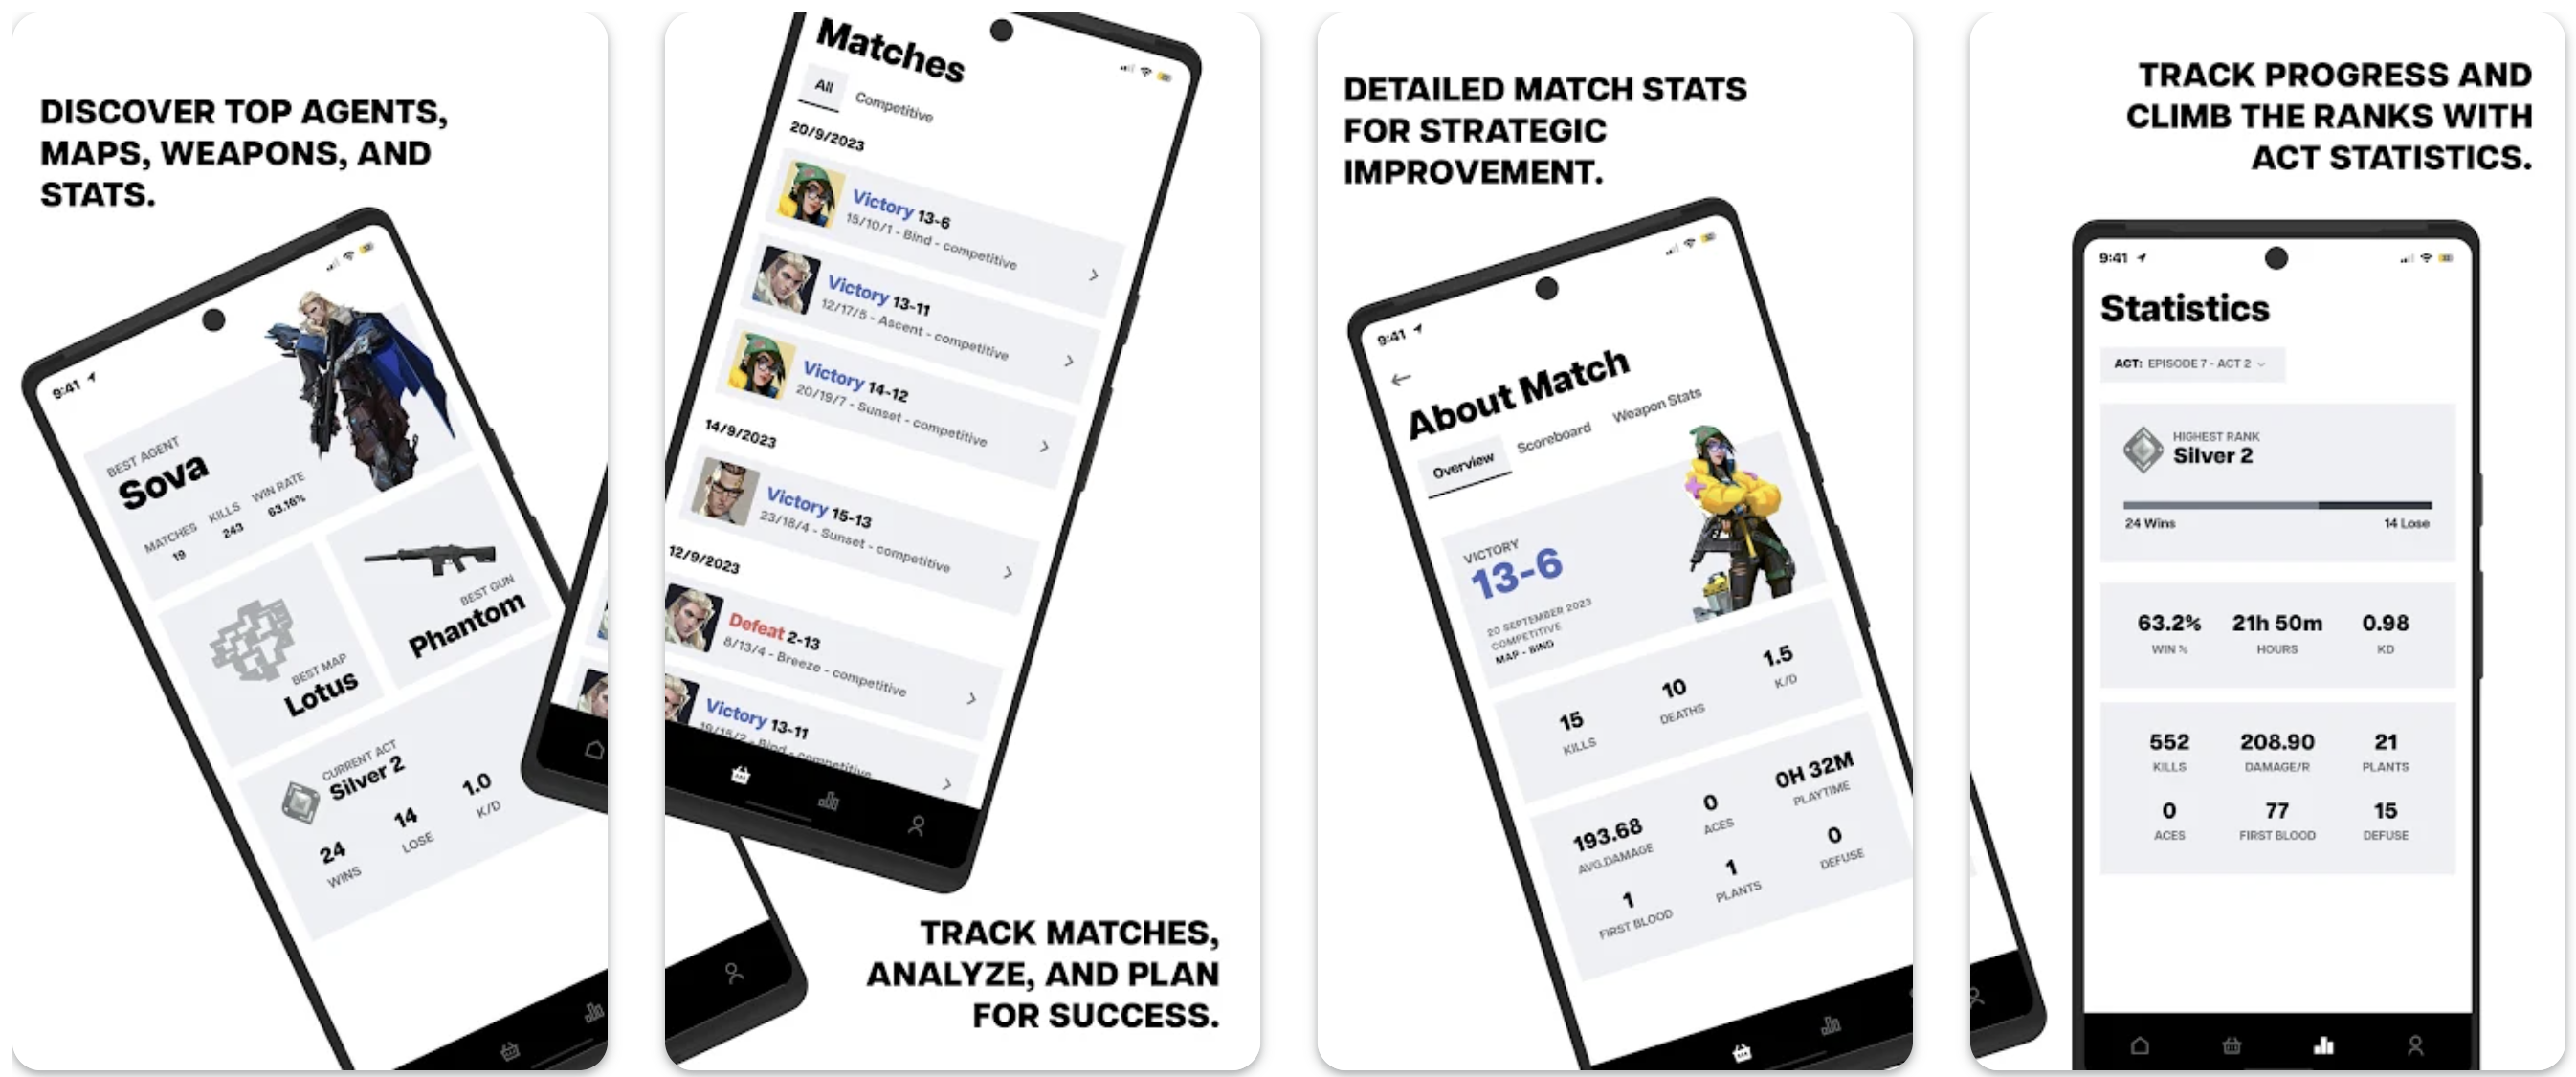 DISCOVER TOP AGENTS,
MAPS, WEAPONS, AND
STATS.
9:41
BEST AGENT
Sova
MATCHES KILLS WIN RATE
19 243 63.16%
BEST MAP
Lotus
BEST GUN
Phantom
CURRENT ACT
Silver 2
24 14 1.0
WINS LOSE K/D
Matches
All Competitive
20/9/2023
Victory 13-6
15/10/1 - Bind - competitive
Victory 13-11
12/17/5 - Ascent - competitive
Victory 14-12
20/19/7 - Sunset - competitive
14/9/2023
Victory 15-13
23/18/4 - Sunset - competitive
12/9/2023
Defeat 2-13
8/13/4 - Breeze - competitive
Victory 13-11
19/15/2 - Bind - competitive
TRACK MATCHES,
ANALYZE, AND PLAN
FOR SUCCESS.
DETAILED MATCH STATS
FOR STRATEGIC
IMPROVEMENT.
9:41
About Match
Overview Scoreboard Weapon Stats
VICTORY
13-6
20 SEPTEMBER 2023
COMPETITIVE
MAP - BIND
15 10 1.5
KILLS DEATHS K/D
193.68 0 0H 32M
AVG.DAMAGE ACES PLAYTIME
1 1 0
FIRST BLOOD PLANTS DEFUSE
TRACK PROGRESS AND
CLIMB THE RANKS WITH
ACT STATISTICS.
9:41
Statistics
ACT: EPISODE 7 - ACT 2
HIGHEST RANK
Silver 2
24 Wins 14 Lose
63.2% 21h 50m 0.98
WIN % HOURS KD
552 208.90 21
KILLS DAMAGE/R PLANTS
0 77 15
ACES FIRST BLOOD DEFUSE